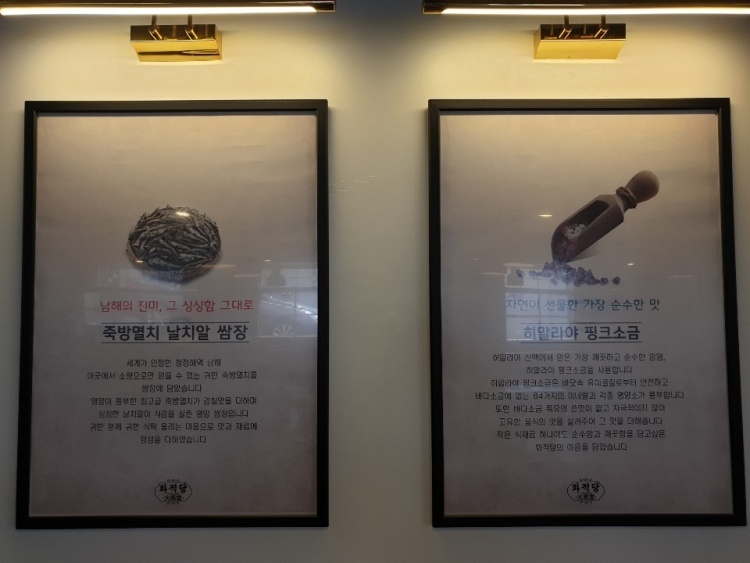 남해의 진미, 그 싱싱함 그대로
죽방멸치 날치알 쌈장
세계가 인정한 청정해역 남해
이곳에서 소량으로만 얻을 수 있는 귀한 죽방멸치를
쌈장에 담았습니다
영양이 풍부한 최고급 죽방멸치가 감칠맛을 더하며
싱싱한 날치알이 식감을 살린 영양 쌈장입니다
귀한 분께 귀한 식탁 올리는 마음으로 맛과 재료에
정성을 다하였습니다
화적당
자연이 선물한 가장 순수한 맛
히말라야 핑크소금
히말라야 산맥에서 얻은 가장 깨끗하고 순수한 암염,
히말라야 핑크소금을 사용합니다
히말라야 핑크소금은 바닷속 유해물질로부터 안전하고
바다소금에 없는 84가지의 미네랄과 각종 영양소가 풍부합니다
또한 바다소금 특유의 쓴맛이 없고 자극적이지 않아
고유한 음식의 맛을 살려주어 그 맛을 더해줍니다
작은 식재료 하나에도 순수함과 깨끗함을 담고싶은
화적당의 마음을 담았습니다
화적당